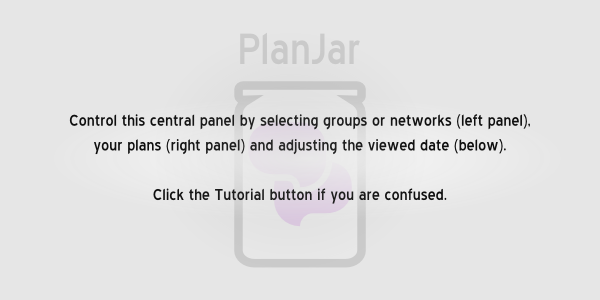 PlanJar
Control this central panel by selecting groups or networks (left panel),
your plans (right panel) and adjusting the viewed date (below).
Click the Tutorial button if you are confused.